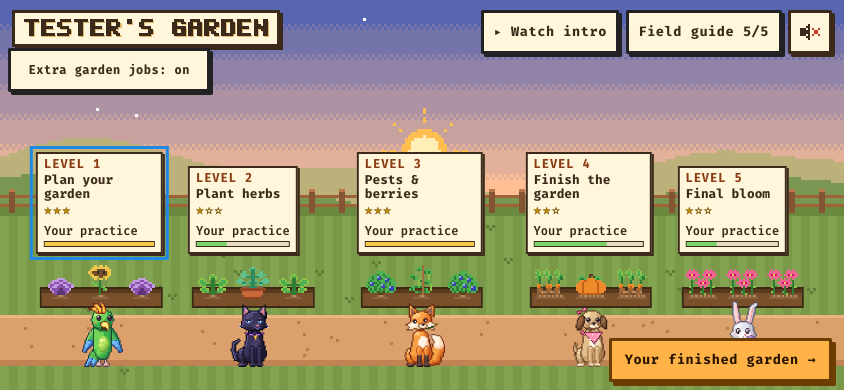 TESTER'S GARDEN
▸ Watch intro
Field guide 5/5
Extra garden jobs: on
LEVEL 1
Plan your
garden
★★★
Your practice
LEVEL 2
Plant herbs
★☆☆
Your practice
LEVEL 3
Pests &
berries
★★★
Your practice
LEVEL 4
Finish the
garden
★☆☆
Your practice
LEVEL 5
Final bloom
★☆☆
Your practice
Your finished garden →